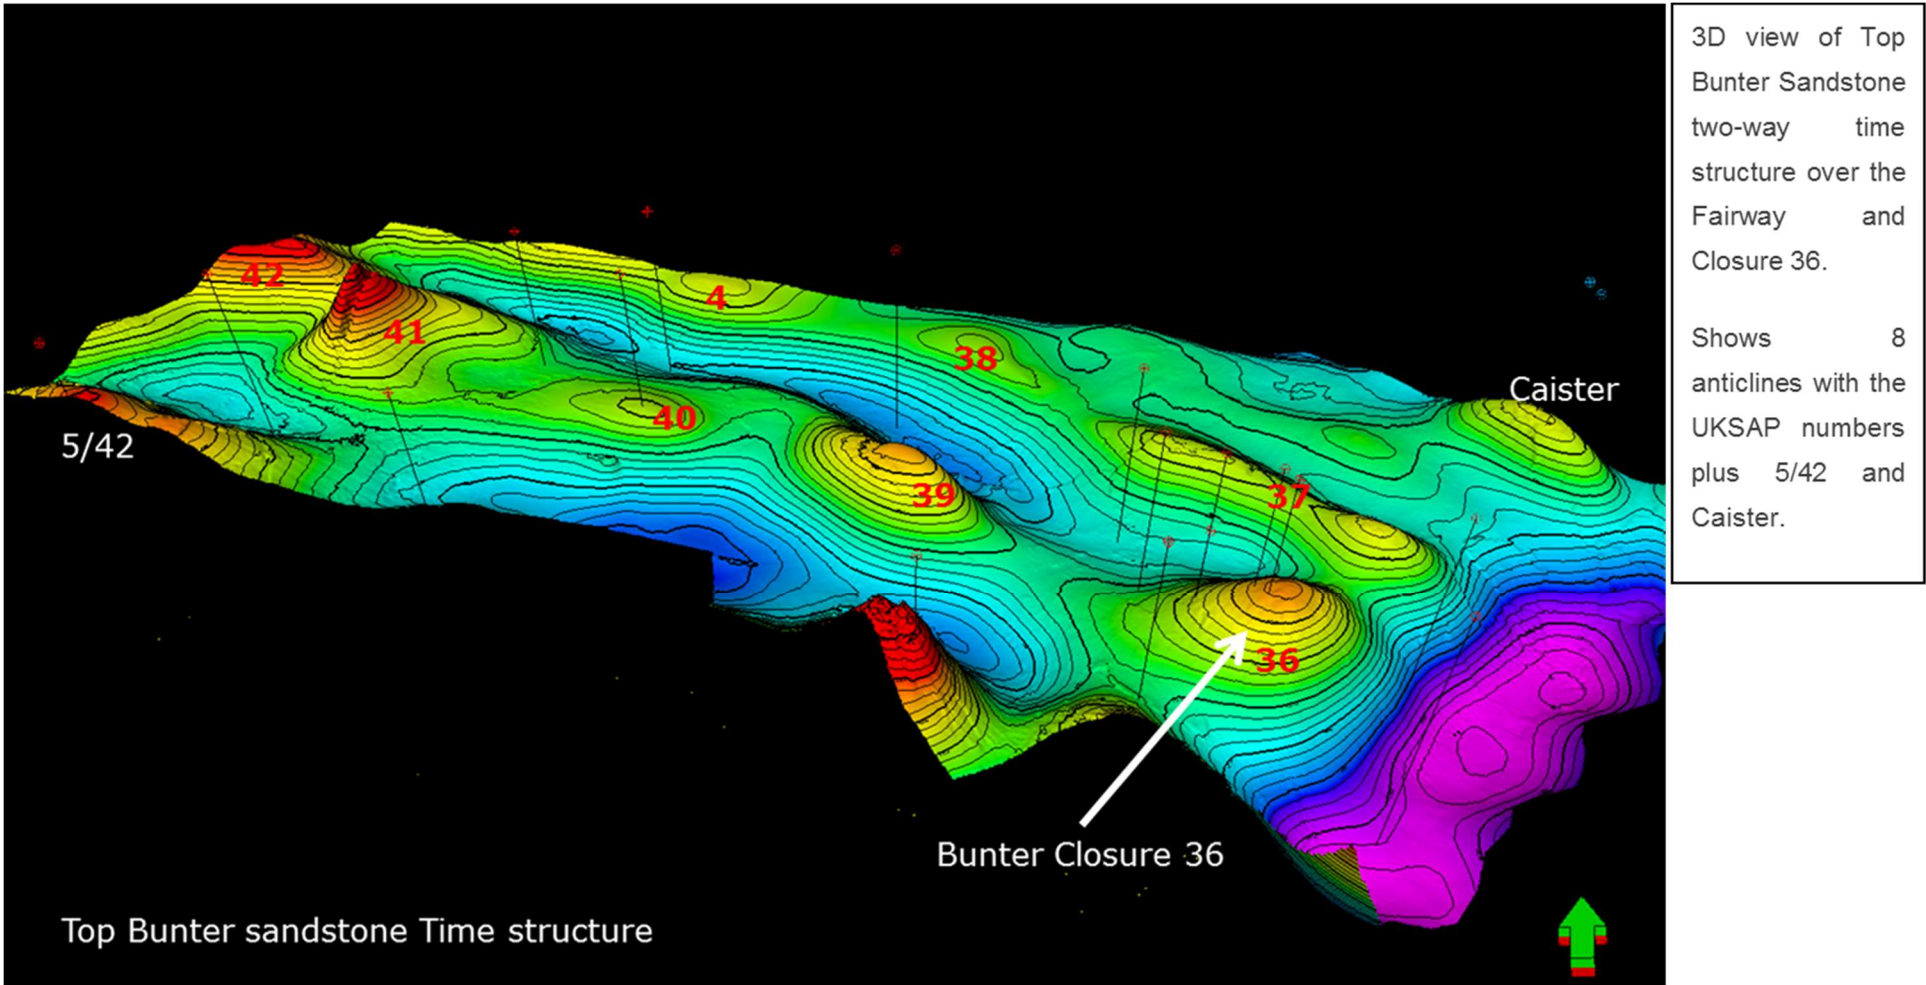 42
4
41
38
Caister
40
5/42
39
37
36
Bunter Closure 36
Top Bunter sandstone Time structure
3D view of Top
Bunter Sandstone
two-way time
structure over the
Fairway and
Closure 36.
Shows 8
anticlines with the
UKSAP numbers
plus 5/42 and
Caister.